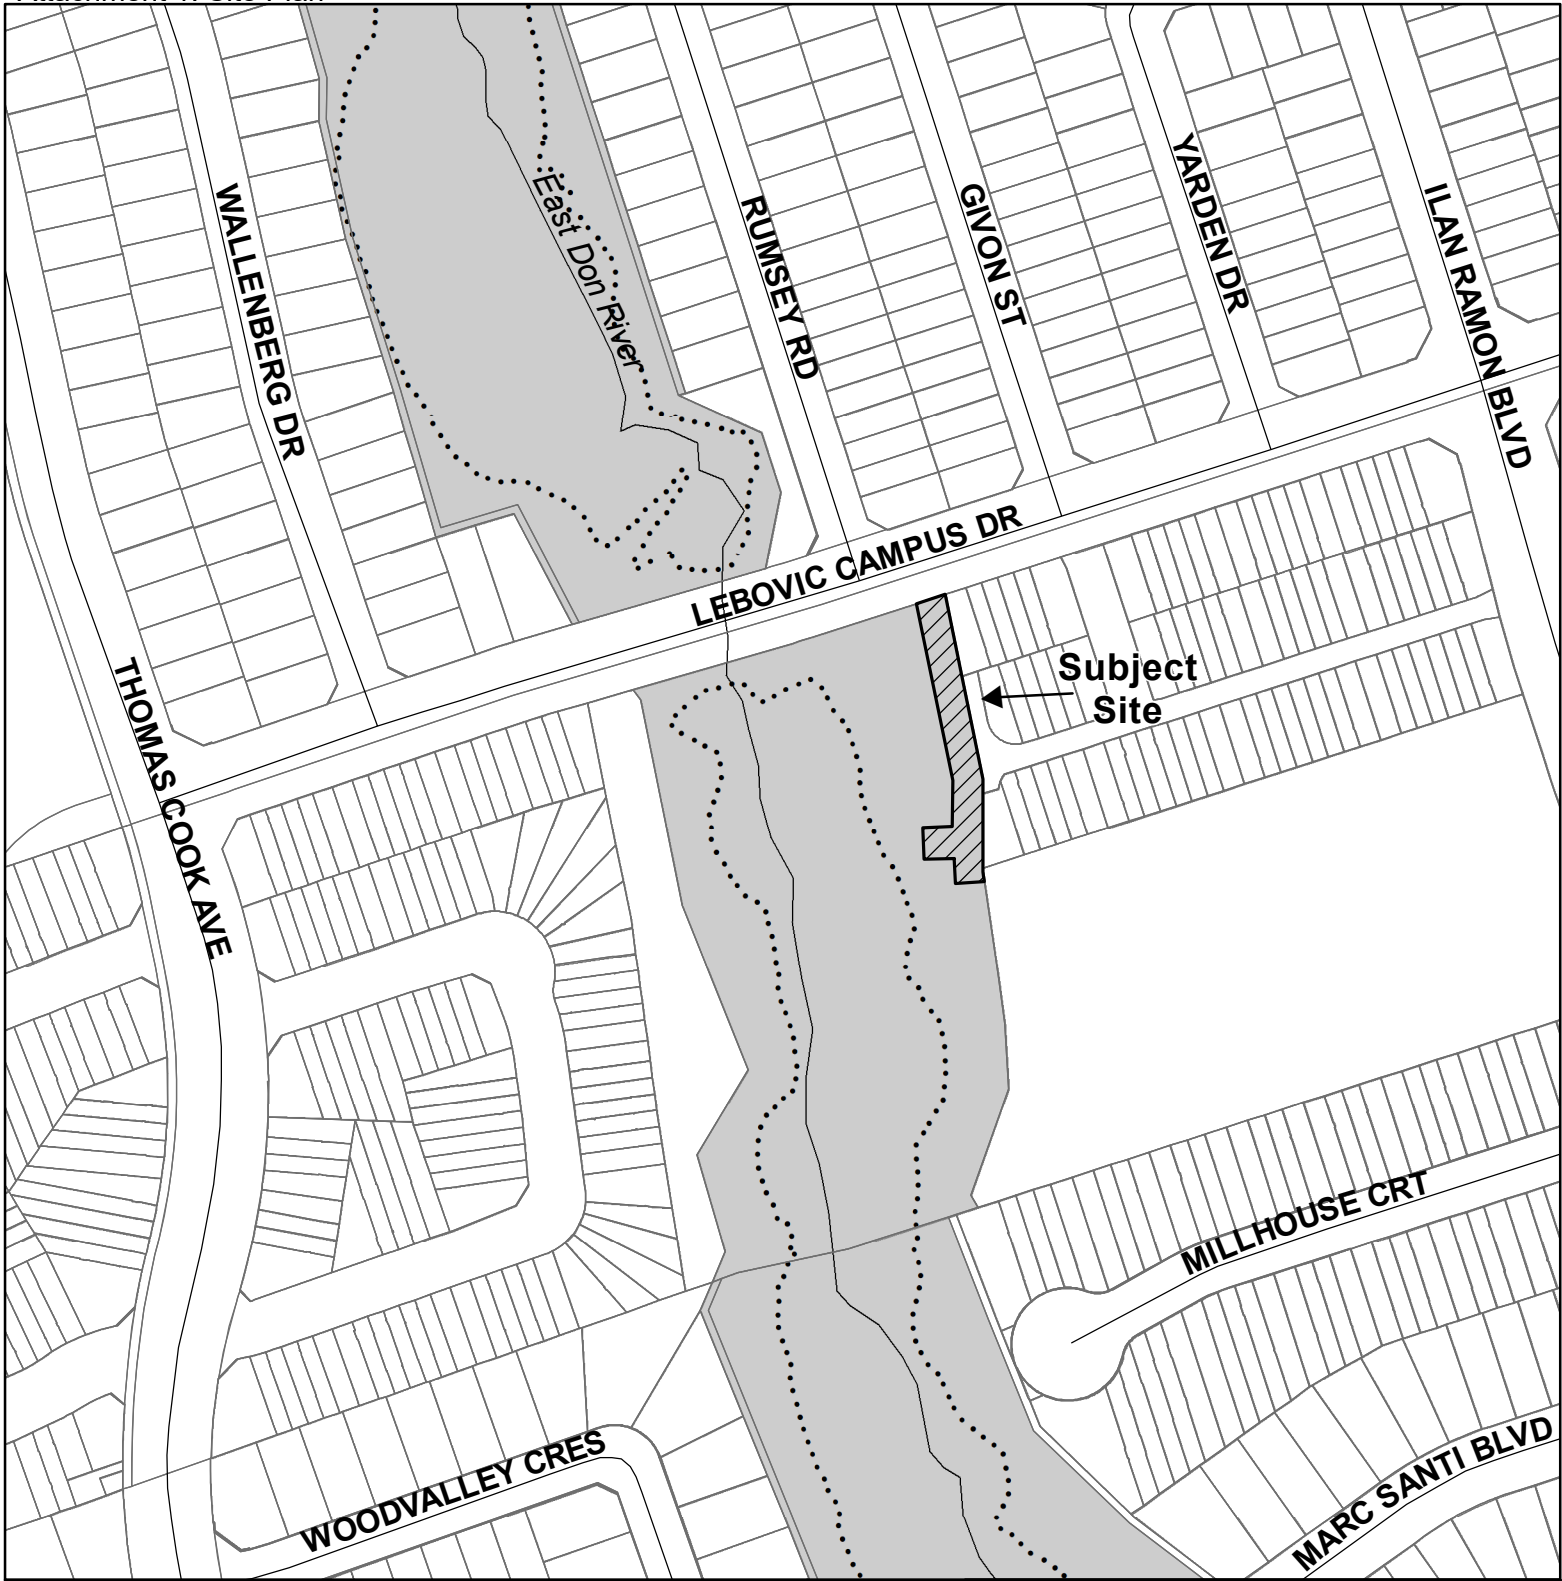 WALLENBERG DR
East Don River
RUMSEY RD
GIVON ST
YARDEN DR
ILAN RAMON BLVD
LEBOVIC CAMPUS DR
Subject
Site
THOMAS COOK AVE
MILLHOUSE CRT
WOODVALLEY CRES
MARC SANTI BLVD